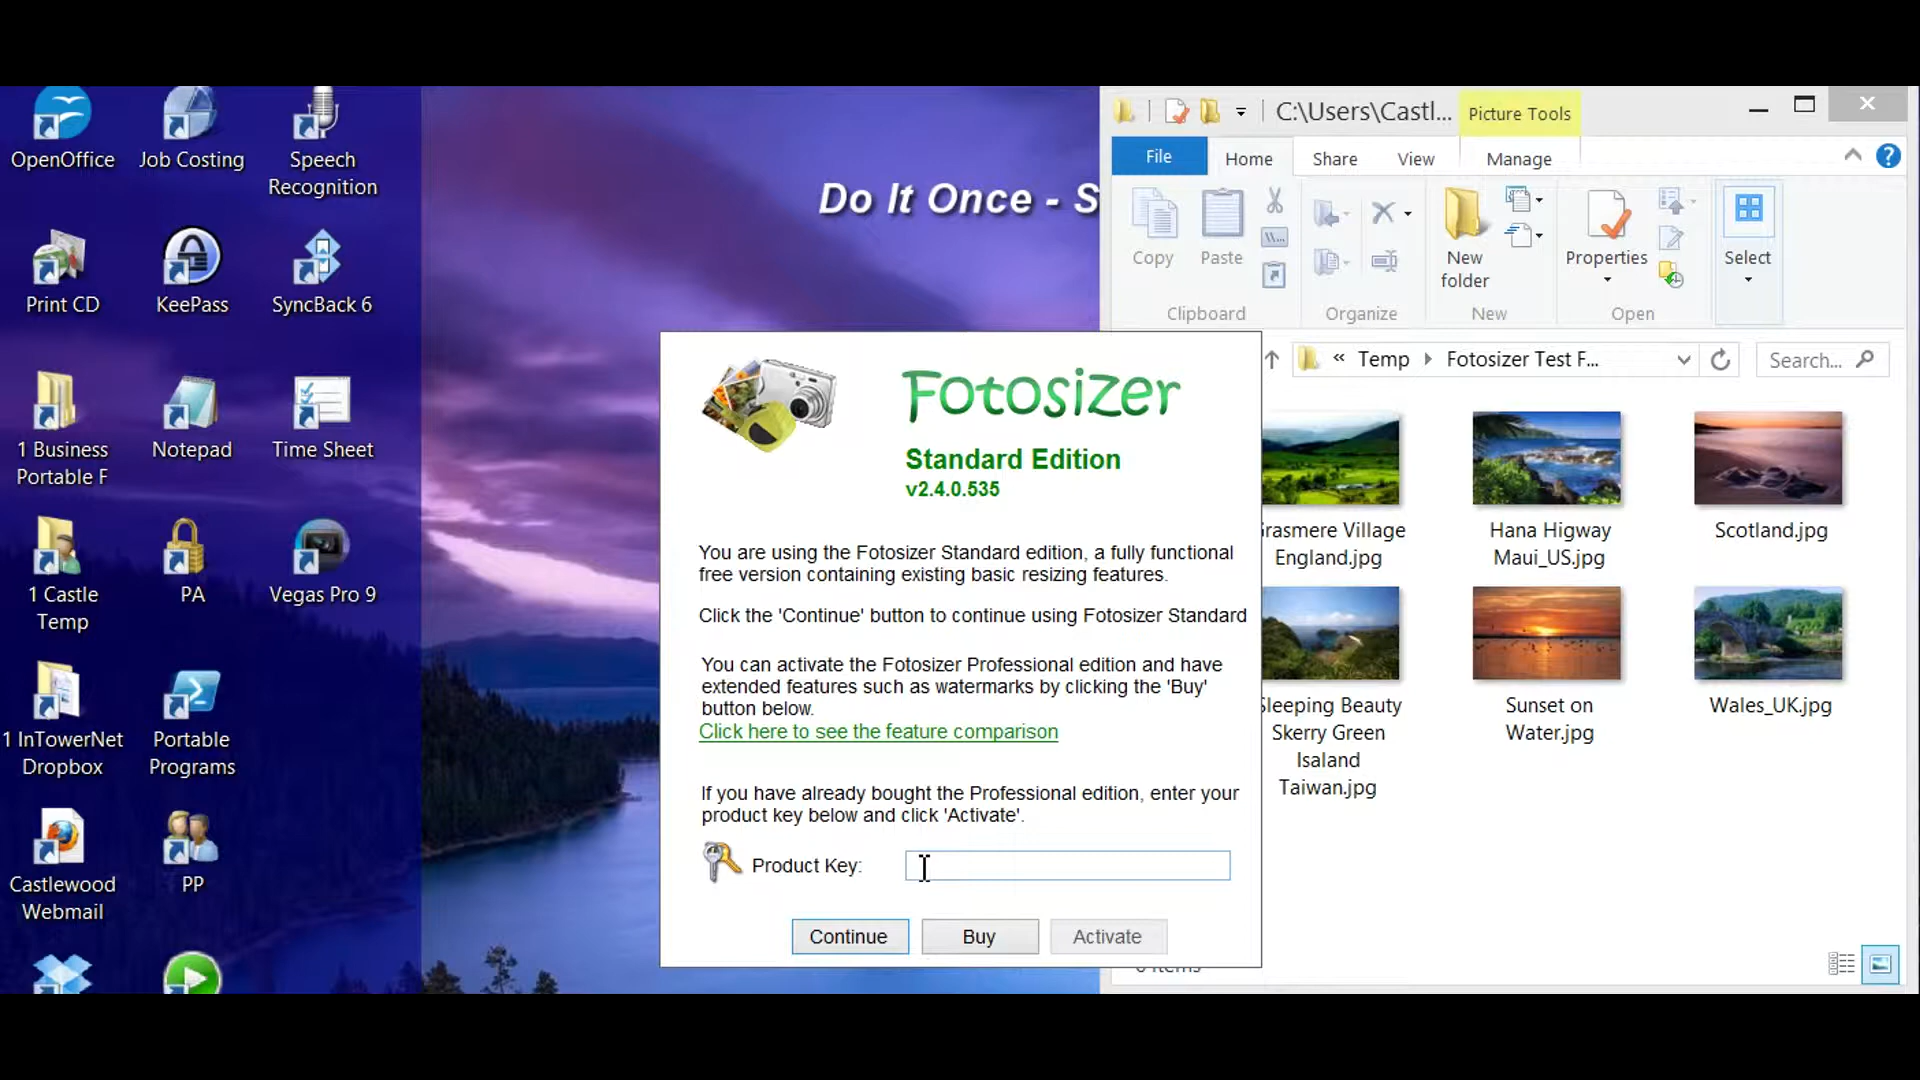 OpenOffice
Job Costing
Speech
Recognition
Print CD
KeePass
SyncBack 6
1 Business
Portable F
Notepad
Time Sheet
1 Castle
Temp
PA
Vegas Pro 9
1 InTowerNet
Dropbox
Portable
Programs
Castlewood
Webmail
PP
Do It Once - S
C:\Users\Castl...
Picture Tools
File
Home
Share
View
Manage
Copy
Paste
New
folder
Properties
Select
Clipboard
Organize
New
Open
« Temp
Fotosizer Test F...
Search...
Fotosizer
Standard Edition
v2.4.0.535
You are using the Fotosizer Standard edition, a fully functional
free version containing existing basic resizing features.
Click the 'Continue' button to continue using Fotosizer Standard
You can activate the Fotosizer Professional edition and have
extended features such as watermarks by clicking the 'Buy'
button below.
Click here to see the feature comparison
If you have already bought the Professional edition, enter your
product key below and click 'Activate'.
Product Key:
Continue
Buy
Activate
rasmere Village
England.jpg
Hana Higway
Maui_US.jpg
Scotland.jpg
Sleeping Beauty
Skerry Green
Isaland
Taiwan.jpg
Sunset on
Water.jpg
Wales_UK.jpg